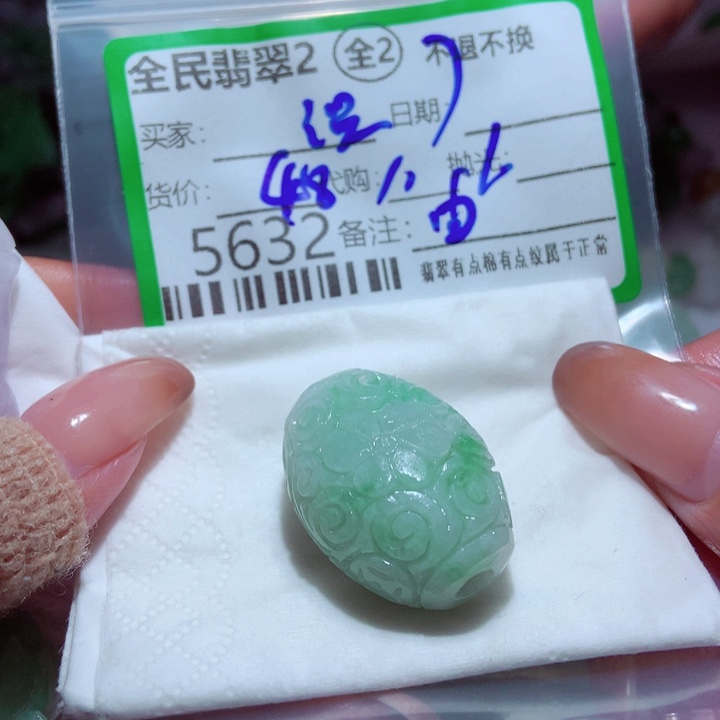 全民翡翠2 全2 不退不换
买家: 日期:
货价: 48 代购: 抛光:
5632 备注:
翡翠有点棉有点纹属于正常